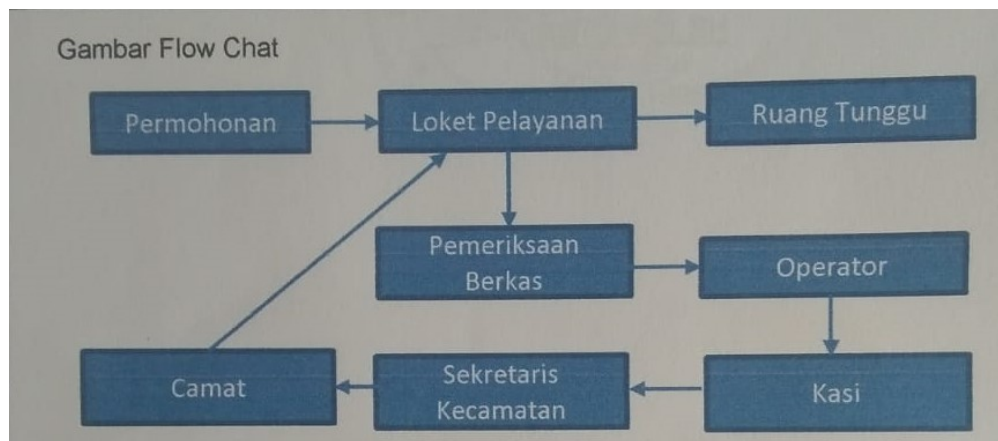 Gambar Flow Chat
Permohonan
Loket Pelayanan
Ruang Tunggu
Pemeriksaan
Berkas
Operator
Camat
Sekretaris
Kecamatan
Kasi